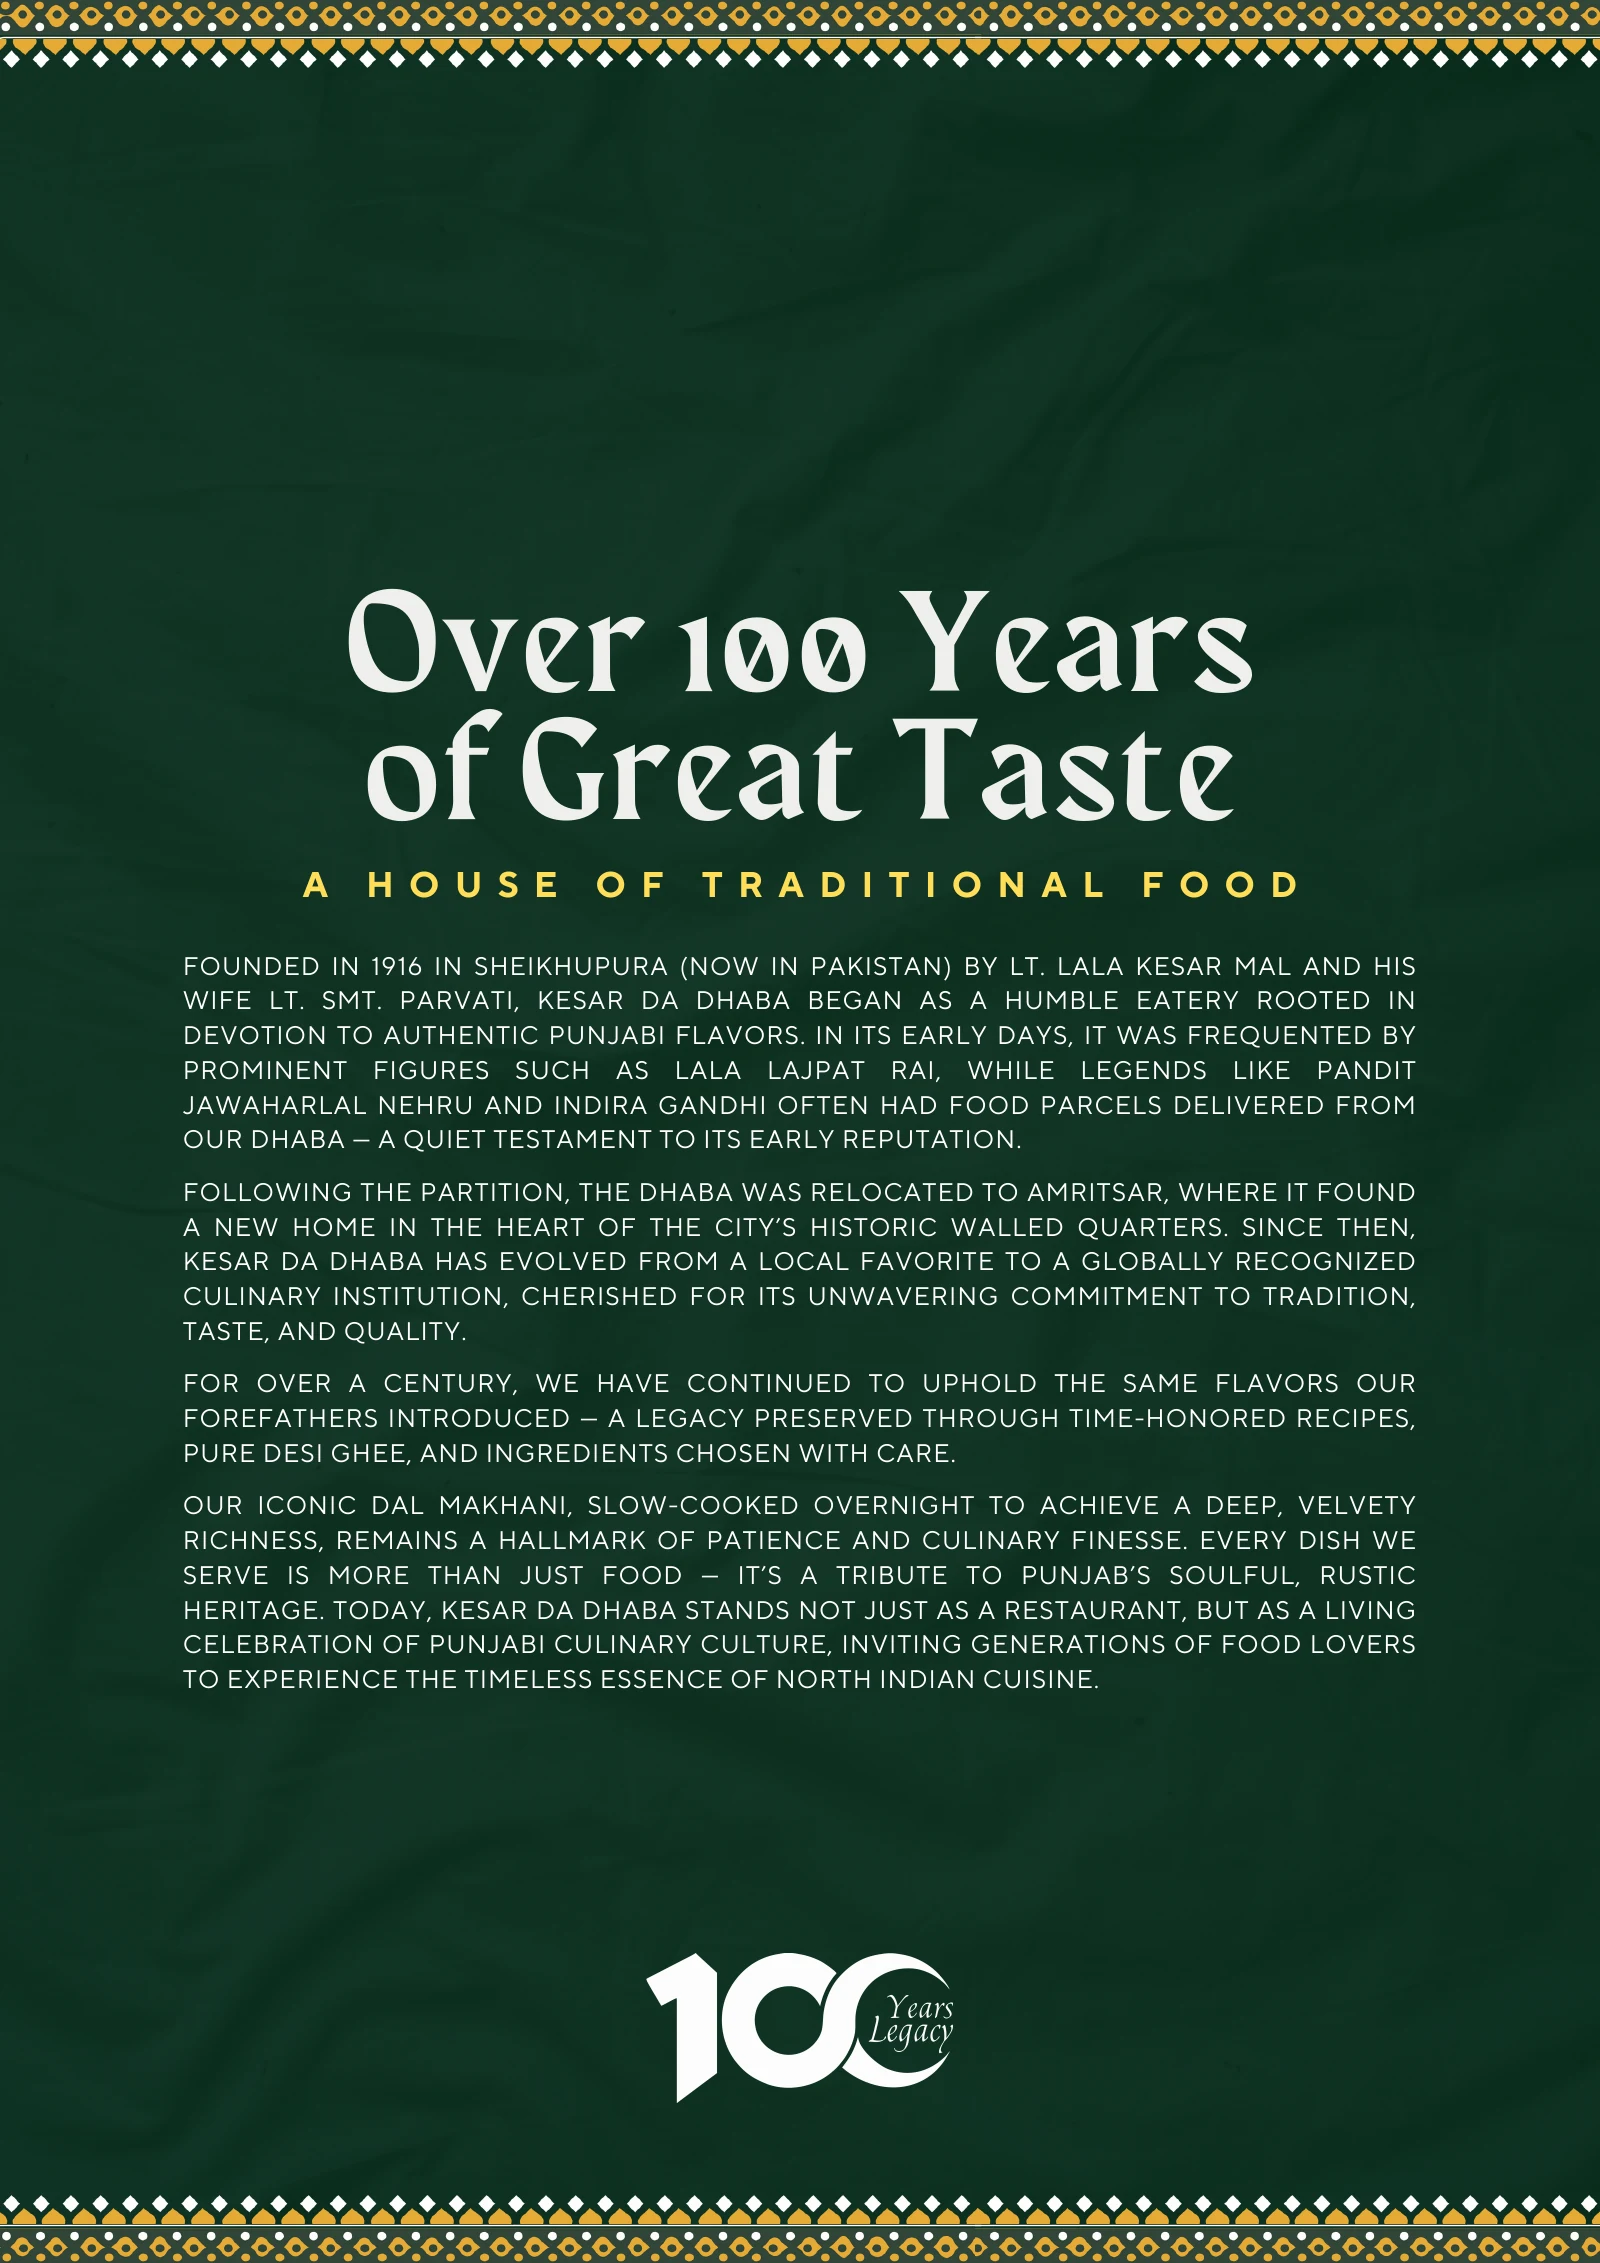 Over 100 Years
of Great Taste
A HOUSE OF TRADITIONAL FOOD
FOUNDED IN 1916 IN SHEIKHUPURA (NOW IN PAKISTAN) BY LT. LALA KESAR MAL AND HIS
WIFE LT. SMT. PARVATI, KESAR DA DHABA BEGAN AS A HUMBLE EATERY ROOTED IN
DEVOTION TO AUTHENTIC PUNJABI FLAVORS. IN ITS EARLY DAYS, IT WAS FREQUENTED BY
PROMINENT FIGURES SUCH AS LALA LAJPAT RAI, WHILE LEGENDS LIKE PANDIT
JAWAHARLAL NEHRU AND INDIRA GANDHI OFTEN HAD FOOD PARCELS DELIVERED FROM
OUR DHABA – A QUIET TESTAMENT TO ITS EARLY REPUTATION.
FOLLOWING THE PARTITION, THE DHABA WAS RELOCATED TO AMRITSAR, WHERE IT FOUND
A NEW HOME IN THE HEART OF THE CITY’S HISTORIC WALLED QUARTERS. SINCE THEN,
KESAR DA DHABA HAS EVOLVED FROM A LOCAL FAVORITE TO A GLOBALLY RECOGNIZED
CULINARY INSTITUTION, CHERISHED FOR ITS UNWAVERING COMMITMENT TO TRADITION,
TASTE, AND QUALITY.
FOR OVER A CENTURY, WE HAVE CONTINUED TO UPHOLD THE SAME FLAVORS OUR
FOREFATHERS INTRODUCED – A LEGACY PRESERVED THROUGH TIME-HONORED RECIPES,
PURE DESI GHEE, AND INGREDIENTS CHOSEN WITH CARE.
OUR ICONIC DAL MAKHANI, SLOW-COOKED OVERNIGHT TO ACHIEVE A DEEP, VELVETY
RICHNESS, REMAINS A HALLMARK OF PATIENCE AND CULINARY FINESSE. EVERY DISH WE
SERVE IS MORE THAN JUST FOOD – IT’S A TRIBUTE TO PUNJAB’S SOULFUL, RUSTIC
HERITAGE. TODAY, KESAR DA DHABA STANDS NOT JUST AS A RESTAURANT, BUT AS A LIVING
CELEBRATION OF PUNJABI CULINARY CULTURE, INVITING GENERATIONS OF FOOD LOVERS
TO EXPERIENCE THE TIMELESS ESSENCE OF NORTH INDIAN CUISINE.
100
Years
Legacy